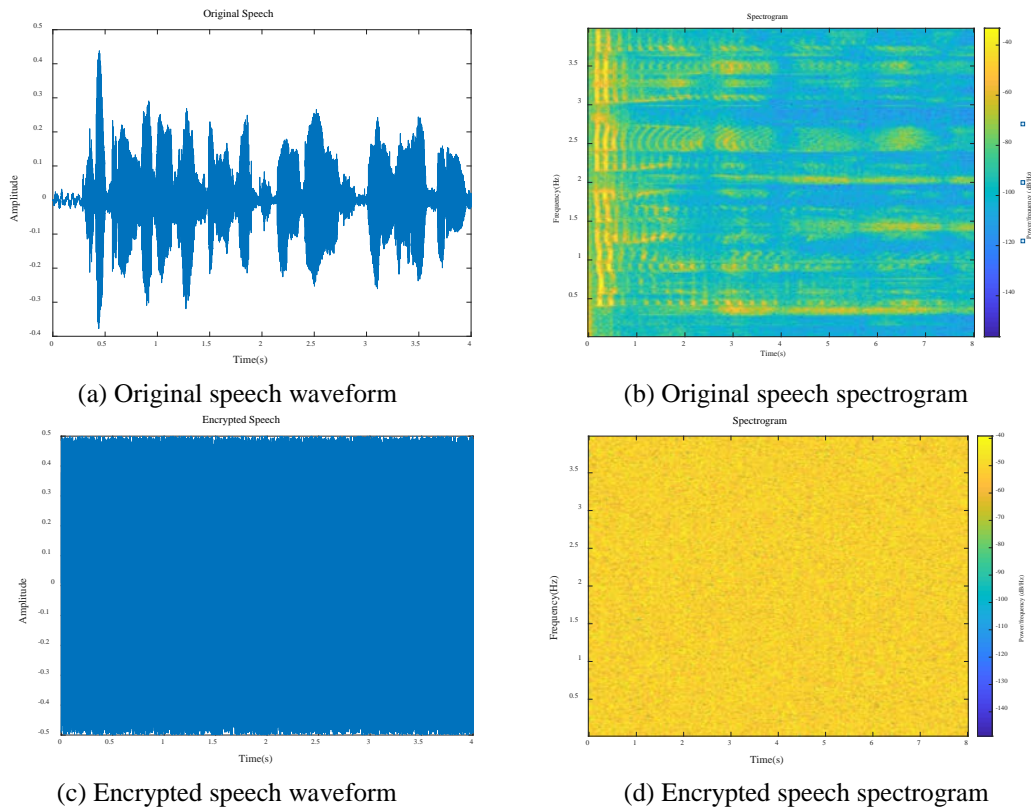 Original Speech
0.5
0.4
0.3
0.2
0.1
0
-0.1
-0.2
-0.3
-0.4
Amplitude
0 0.5 1 1.5 2 2.5 3 3.5 4
Time(s)
(a) Original speech waveform
Spectrogram
3.5
3
2.5
2
1.5
1
0.5
Frequency(Hz)
0 1 2 3 4 5 6 7 8
Time(s)
-40
-60
-80
-100
-120
-140
Power/frequency (dB/Hz)
(b) Original speech spectrogram
Encrypted Speech
0.5
0.4
0.3
0.2
0.1
0
-0.1
-0.2
-0.3
-0.4
-0.5
Amplitude
0 0.5 1 1.5 2 2.5 3 3.5 4
Time(s)
(c) Encrypted speech waveform
Spectrogram
3.5
3
2.5
2
1.5
1
0.5
Frequency(Hz)
0 1 2 3 4 5 6 7 8
Time(s)
-40
-50
-60
-70
-80
-90
-100
-110
-120
-130
-140
Power/frequency (dB/Hz)
(d) Encrypted speech spectrogram